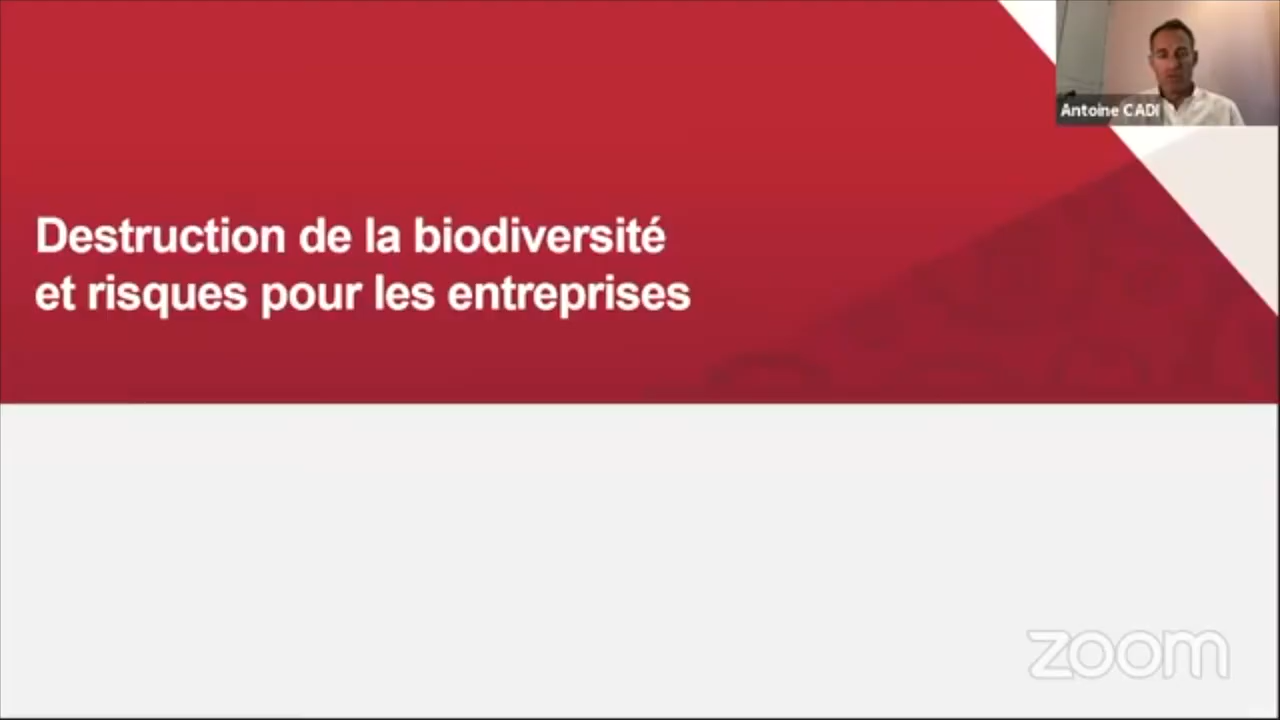 Antoine CADI
Destruction de la biodiversité
et risques pour les entreprises
zoom